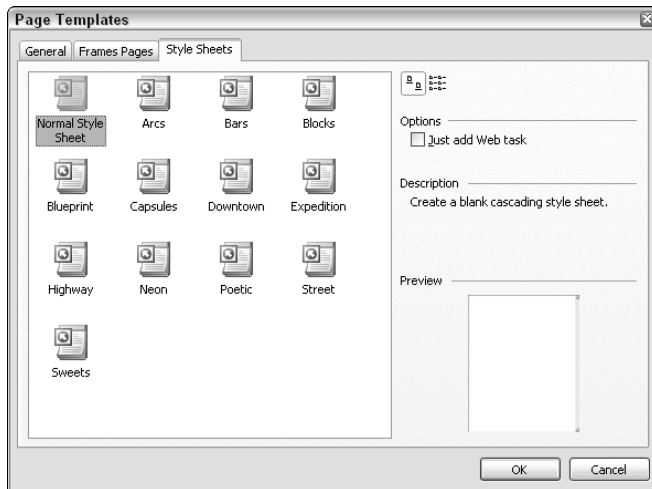 Page Templates
General Frames Pages Style Sheets
Normal Style Sheet
Arcs
Bars
Blocks
Blueprint
Capsules
Downtown
Expedition
Highway
Neon
Poetic
Street
Sweets
Options
Just add Web task
Description
Create a blank cascading style sheet.
Preview
OK
Cancel